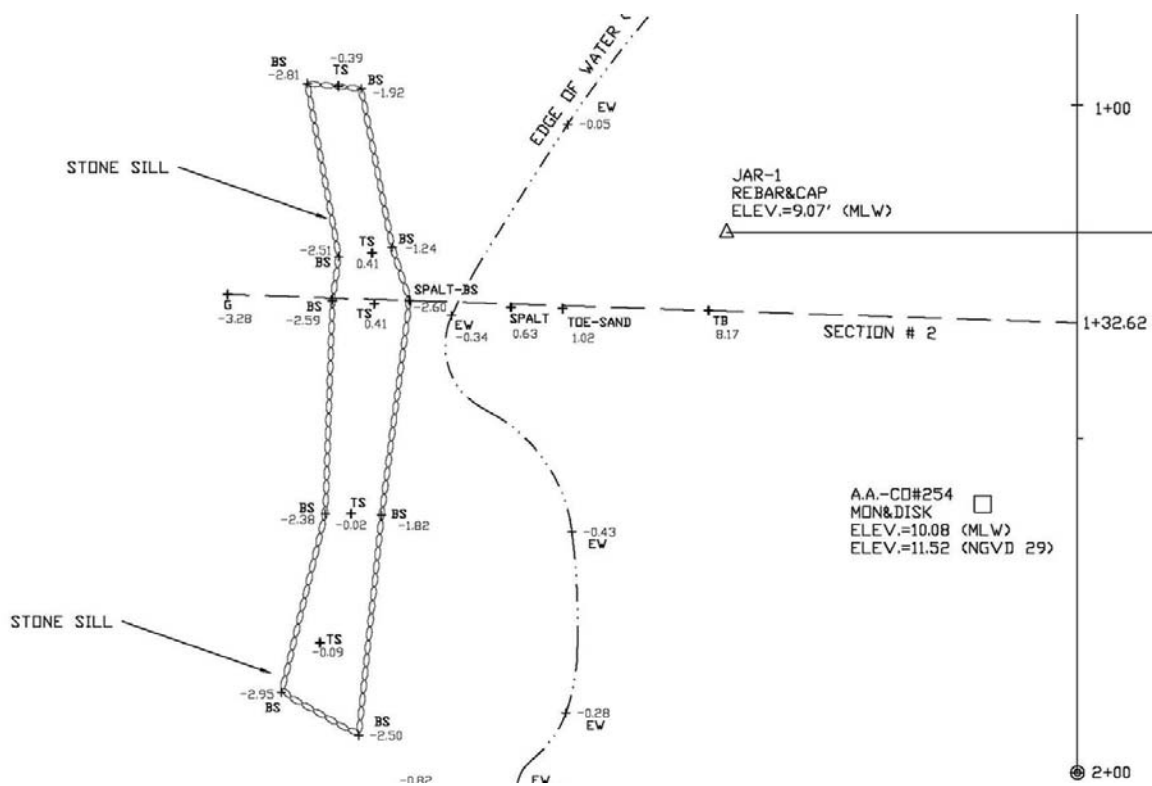 EDGE OF WATER
-0.39
BS
TS
BS
-2.81
-1.92
EW
-0.05
1+00
STONE SILL
JAR-1
REBAR&CAP
ELEV.=9.07' (MLW)
TS
BS
-1.24
-2.51
BS
0.41
SPALT-BS
G
-3.28
BS
-2.59
TS
0.41
-2.60
EW
-0.34
SPALT
0.63
TOE-SAND
1.02
TB
8.17
SECTION # 2
1+32.62
A.A.-CO#254
MON&DISK
ELEV.=10.08 (MLW)
ELEV.=11.52 (NGVD 29)
BS
-2.38
TS
-0.02
BS
-1.82
-0.43
EW
STONE SILL
TS
-0.09
-2.95
BS
BS
-2.50
-0.28
EW
-0.82
EW
2+00